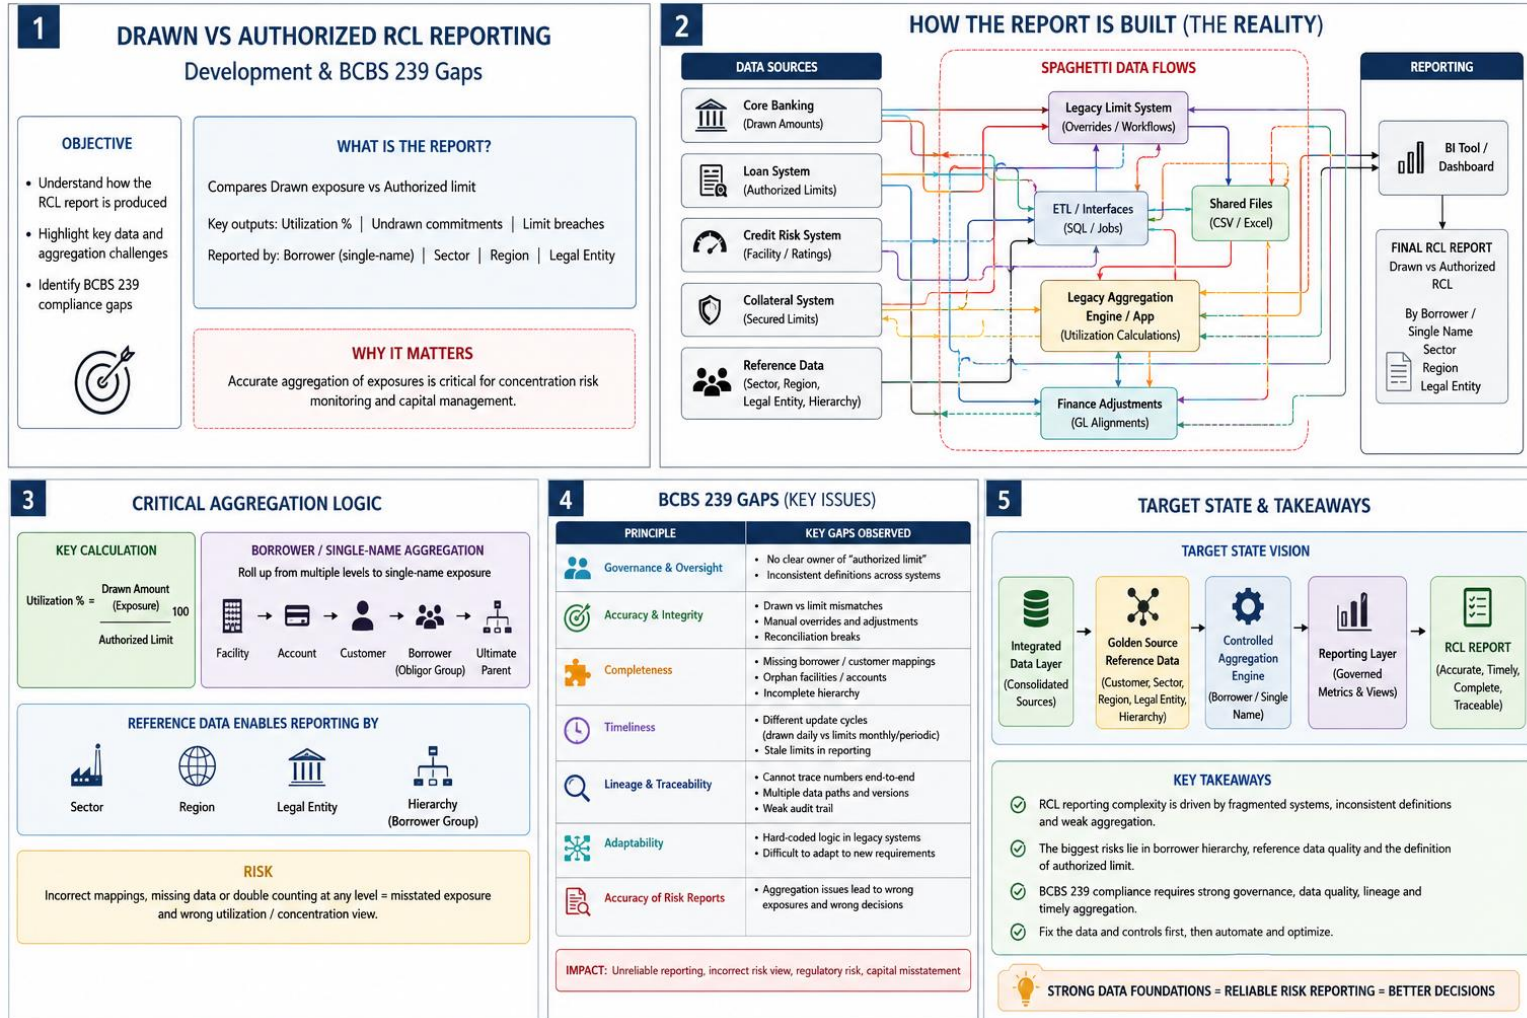 1
DRAWN VS AUTHORIZED RCL REPORTING
Development & BCBS 239 Gaps
OBJECTIVE
• Understand how the
RCL report is produced
• Highlight key data and
aggregation challenges
• Identify BCBS 239
compliance gaps
WHAT IS THE REPORT?
Compares Drawn exposure vs Authorized limit
Key outputs: Utilization % | Undrawn commitments | Limit breaches
Reported by: Borrower (single-name) | Sector | Region | Legal Entity
WHY IT MATTERS
Accurate aggregation of exposures is critical for concentration risk
monitoring and capital management.
2
HOW THE REPORT IS BUILT (THE REALITY)
DATA SOURCES
Core Banking
(Drawn Amounts)
Loan System
(Authorized Limits)
Credit Risk System
(Facility / Ratings)
Collateral System
(Secured Limits)
Reference Data
(Sector, Region,
Legal Entity, Hierarchy)
SPAGHETTI DATA FLOWS
Legacy Limit System
(Overrides / Workflows)
ETL / Interfaces
(SQL / Jobs)
Shared Files
(CSV / Excel)
Legacy Aggregation
Engine / App
(Utilization Calculations)
Finance Adjustments
(GL Alignments)
REPORTING
BI Tool /
Dashboard
FINAL RCL REPORT
Drawn vs Authorized
RCL
By Borrower /
Single Name
Sector
Region
Legal Entity
3
CRITICAL AGGREGATION LOGIC
KEY CALCULATION
Utilization % =
Drawn Amount
(Exposure)
100
Authorized Limit
BORROWER / SINGLE-NAME AGGREGATION
Roll up from multiple levels to single-name exposure
Facility
Account
Customer
Borrower
(Obligor Group)
Ultimate
Parent
REFERENCE DATA ENABLES REPORTING BY
Sector
Region
Legal Entity
Hierarchy
(Borrower Group)
RISK
Incorrect mappings, missing data or double counting at any level = misstated exposure
and wrong utilization / concentration view.
4
BCBS 239 GAPS (KEY ISSUES)
PRINCIPLE
KEY GAPS OBSERVED
Governance & Oversight
• No clear owner of "authorized limit"
• Inconsistent definitions across systems
Accuracy & Integrity
• Drawn vs limit mismatches
• Manual overrides and adjustments
• Reconciliation breaks
Completeness
• Missing borrower / customer mappings
• Orphan facilities / accounts
• Incomplete hierarchy
Timeliness
• Different update cycles
(drawn daily vs limits monthly/periodic)
• Stale limits in reporting
Lineage & Traceability
• Cannot trace numbers end-to-end
• Multiple data paths and versions
• Weak audit trail
Adaptability
• Hard-coded logic in legacy systems
• Difficult to adapt to new requirements
Accuracy of Risk Reports
• Aggregation issues lead to wrong
exposures and wrong decisions
IMPACT: Unreliable reporting, incorrect risk view, regulatory risk, capital misstatement
5
TARGET STATE & TAKEAWAYS
TARGET STATE VISION
Integrated
Data Layer
(Consolidated
Sources)
Golden Source
Reference Data
(Customer, Sector,
Region, Legal Entity,
Hierarchy)
Controlled
Aggregation
Engine
(Borrower / Single
Name)
Reporting Layer
(Governed
Metrics & Views)
RCL REPORT
(Accurate, Timely,
Complete,
Traceable)
KEY TAKEAWAYS
RCL reporting complexity is driven by fragmented systems, inconsistent definitions
and weak aggregation.
The biggest risks lie in borrower hierarchy, reference data quality and the definition
of authorized limit.
BCBS 239 compliance requires strong governance, data quality, lineage and
timely aggregation.
Fix the data and controls first, then automate and optimize.
STRONG DATA FOUNDATIONS = RELIABLE RISK REPORTING = BETTER DECISIONS